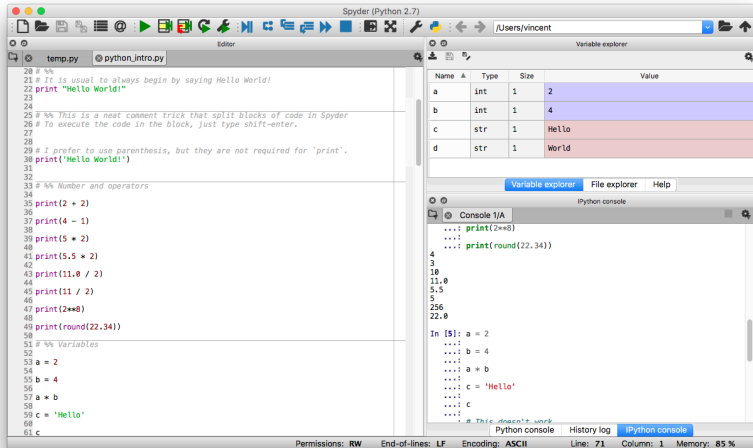 Spyder (Python 2.7)
/Users/vincent
Editor
temp.py
python_intro.py
20 # %%
21 # It is usual to always begin by saying Hello World!
22 print "Hello World!"
23
24
25 # %% This is a neat comment trick that split blocks of code in Spyder
26 # To execute the code in the block, just type shift-enter.
27
28
29 # I prefer to use parenthesis, but they are not required for `print`.
30 print('Hello World!')
31
32
33 # %% Number and operators
34
35 print(2 + 2)
36
37 print(4 - 1)
38
39 print(5 * 2)
40
41 print(5.5 * 2)
42
43 print(11.0 / 2)
44
45 print(11 / 2)
46
47 print(2**8)
48
49 print(round(22.34))
50
51 # %% Variables
52
53 a = 2
54
55 b = 4
56
57 a * b
58
59 c = 'Hello'
60
61 c
Variable explorer
Name Type Size Value
a int 1 2
b int 1 4
c str 1 Hello
d str 1 World
Variable explorer File explorer Help
IPython console
Console 1/A
...: print(2**8)
...:
...: print(round(22.34))
4
3
10
11.0
5.5
5
256
22.0
In [5]: a = 2
...:
...: b = 4
...:
...: a * b
...:
...: c = 'Hello'
...:
...: c
...:
...: # This doesn't work
Python console History log IPython console
Permissions: RW End-of-lines: LF Encoding: ASCII Line: 71 Column: 1 Memory: 85 %